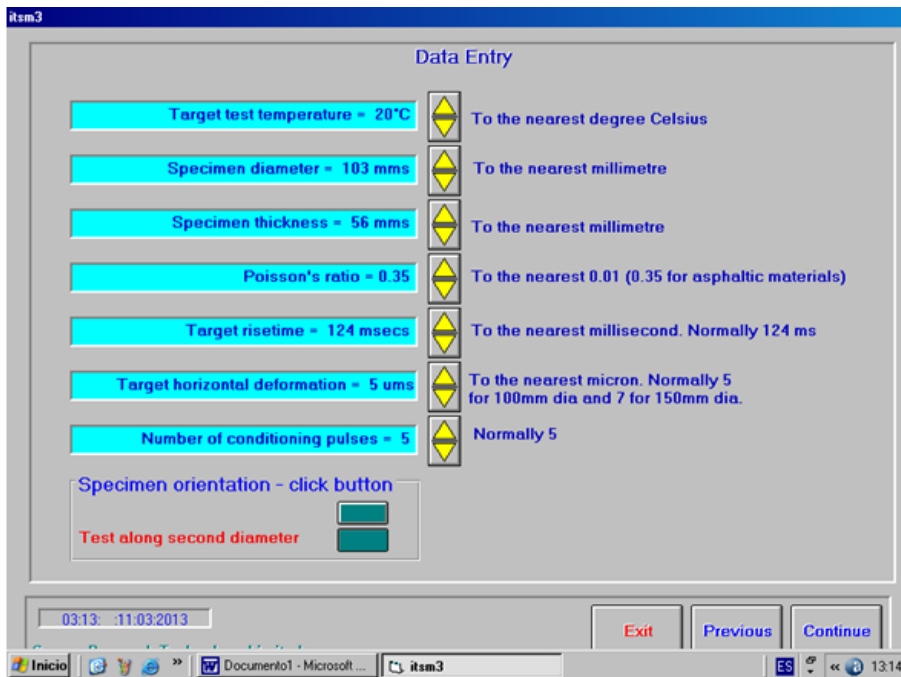 itsm3
Data Entry
Target test temperature = 20°C
To the nearest degree Celsius
Specimen diameter = 103 mms
To the nearest millimetre
Specimen thickness = 56 mms
To the nearest millimetre
Poisson's ratio = 0.35
To the nearest 0.01 (0.35 for asphaltic materials)
Target risetime = 124 msecs
To the nearest millisecond. Normally 124 ms
Target horizontal deformation = 5 ums
To the nearest micron. Normally 5
for 100mm dia and 7 for 150mm dia.
Number of conditioning pulses = 5
Normally 5
Specimen orientation - click button
Test along second diameter
03:13: :11:03:2013
Exit
Previous
Continue
Inicio
»
Documento1 - Microsoft ...
itsm3
ES
«
13:14